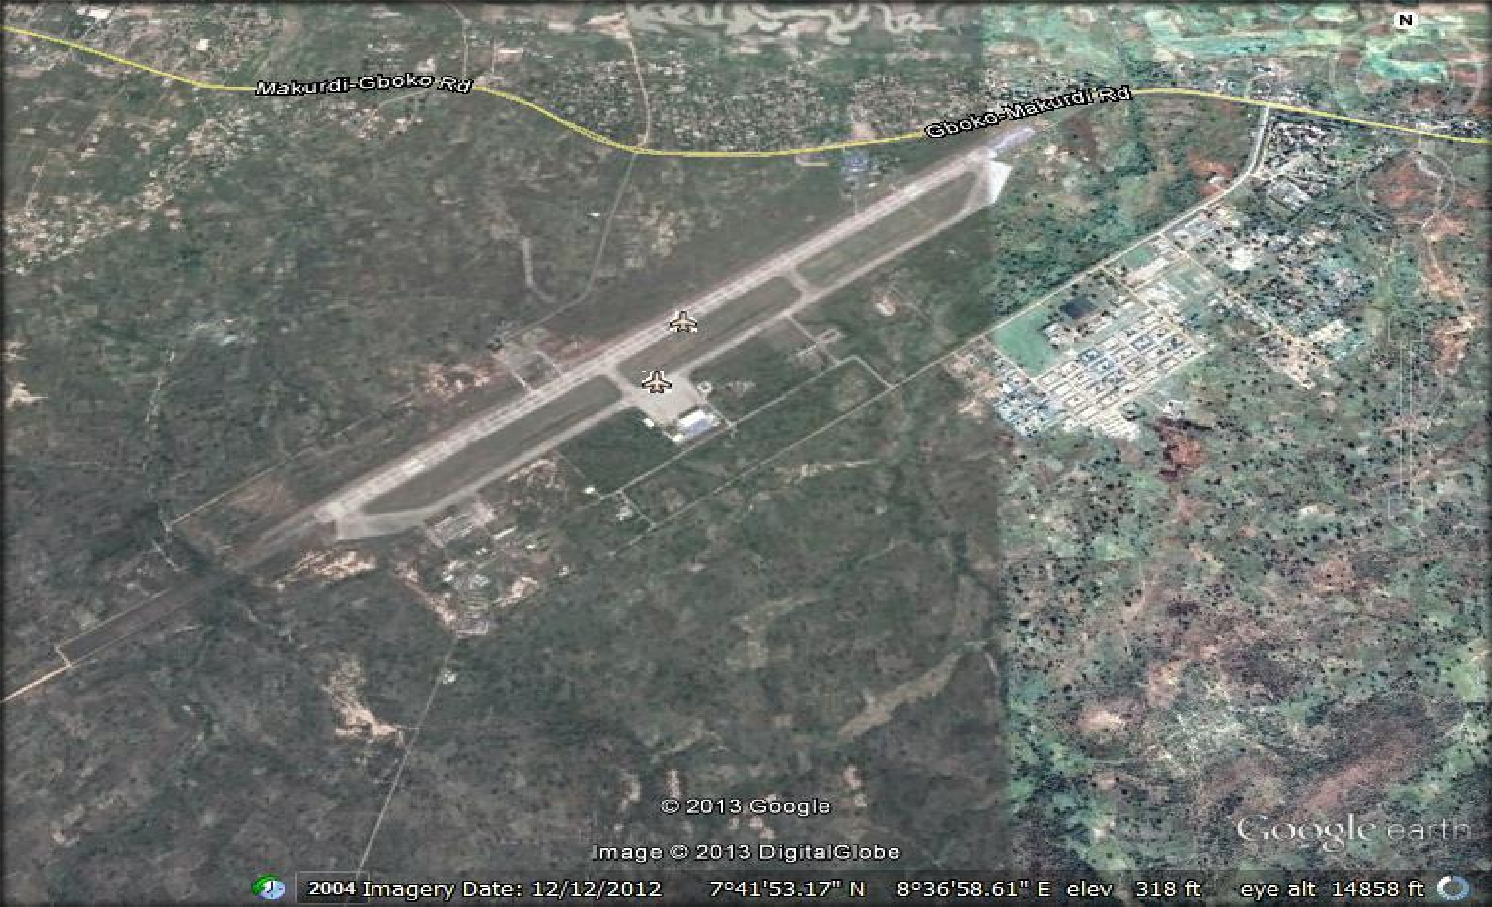 N
Makurdi-Gboko Rd
Gboko-Makurdi Rd
© 2013 Google
Google earth
Image © 2013 DigitalGlobe
2004 Imagery Date: 12/12/2012 7°41'53.17" N 8°36'58.61" E elev 318 ft eye alt 14858 ft